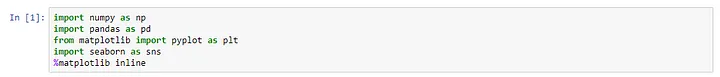 In [1]: import numpy as np
import pandas as pd
from matplotlib import pyplot as plt
import seaborn as sns
%matplotlib inline